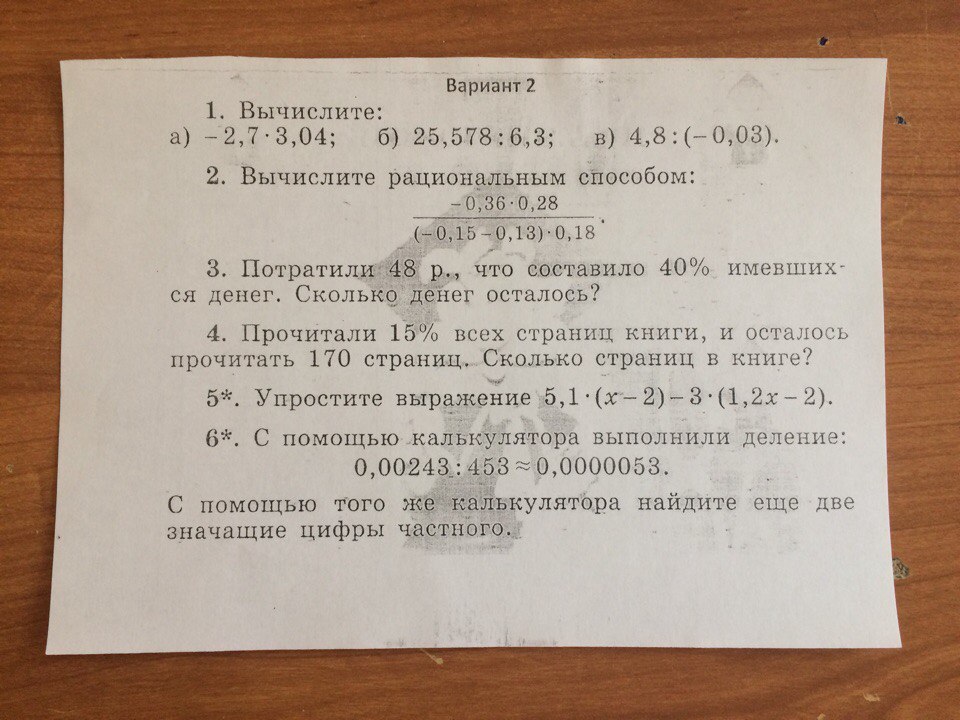 Вариант 2
1. Вычислите:
а) −2,7·3,04; б) 25,578:6,3; в) 4,8:(−0,03).
2. Вычислите рациональным способом:
−0,36·0,28
(−0,15−0,13)·0,18.
3. Потратили 48 р., что составило 40% имевших-
ся денег. Сколько денег осталось?
4. Прочитали 15% всех страниц книги, и осталось
прочитать 170 страниц. Сколько страниц в книге?
5*. Упростите выражение 5,1·(x−2)−3·(1,2x−2).
6*. С помощью калькулятора выполнили деление:
0,00243:453≈0,0000053.
С помощью того же калькулятора найдите еще две
значащие цифры частного.